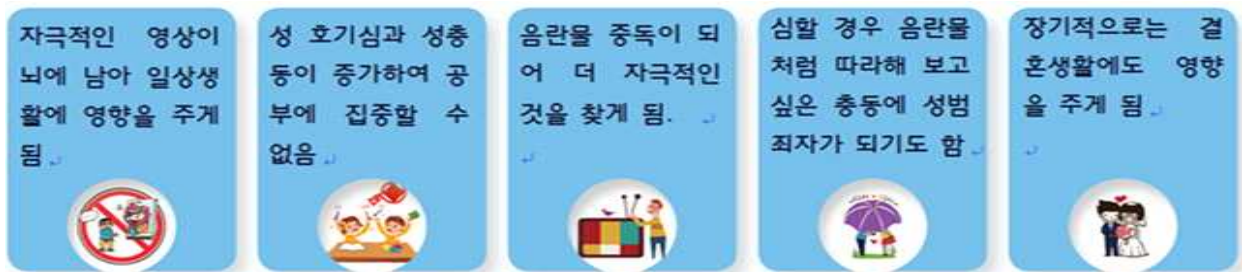 자극적인 영상이
뇌에 남아 일상생
활에 영향을 주게
됨
성 호기심과 성충
동이 증가하여 공
부에 집중할 수
없음
음란물 중독이 되
어 더 자극적인
것을 찾게 됨.
심할 경우 음란물
처럼 따라해 보고
싶은 충동에 성범
죄자가 되기도 함
장기적으로는 결
혼생활에도 영향
을 주게 됨